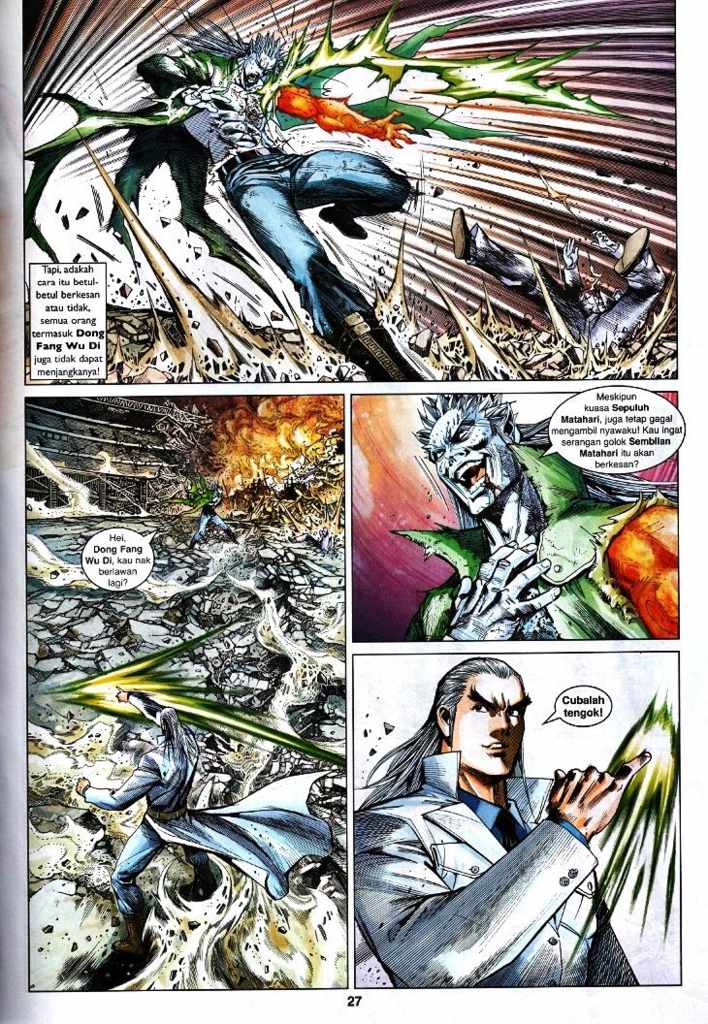 Tapi, adakah
cara itu betul-
betul berkesan
atau tidak,
semua orang
termasuk Dong
Fang Wu Di
juga tidak dapat
menjangkanya!
Meskipun
kuasa Sepuluh
Matahari, juga tetap gagal
mengambil nyawaku! Kau ingat
serangan golok Sembilan
Matahari itu akan
berkesan?
Hei,
Dong Fang
Wu Di, kau nak
berlawan
lagi?
Cubalah
tengok!
27